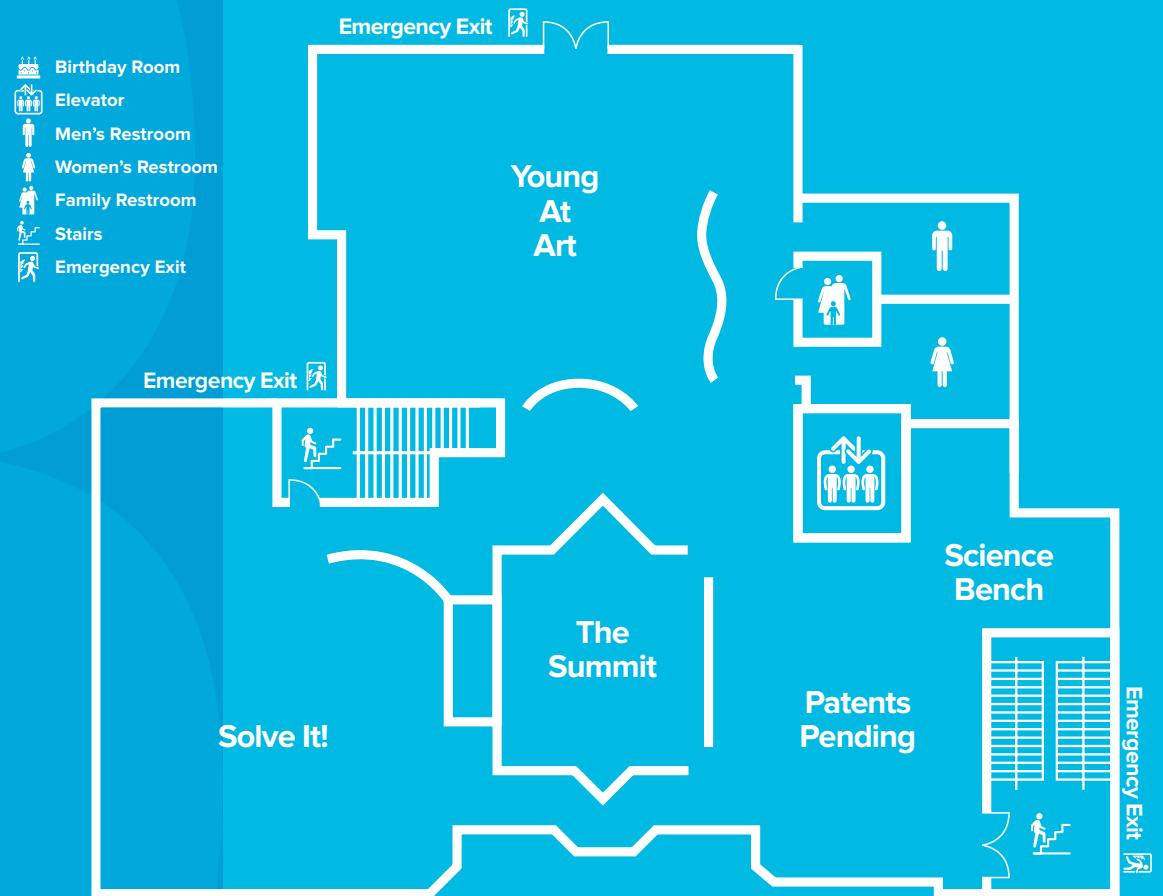 Emergency Exit
Birthday Room
Elevator
Men's Restroom
Women's Restroom
Family Restroom
Stairs
Emergency Exit
Young
At
Art
Emergency Exit
Science
Bench
The
Summit
Solve It!
Patents
Pending
Emergency Exit